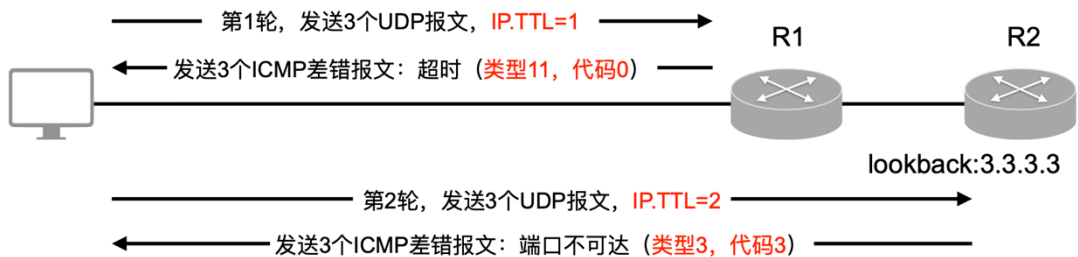 第1轮，发送3个UDP报文，IP.TTL=1
R1
R2
发送3个ICMP差错报文：超时（类型11，代码0）
lookback:3.3.3.3
第2轮，发送3个UDP报文，IP.TTL=2
发送3个ICMP差错报文：端口不可达（类型3，代码3）